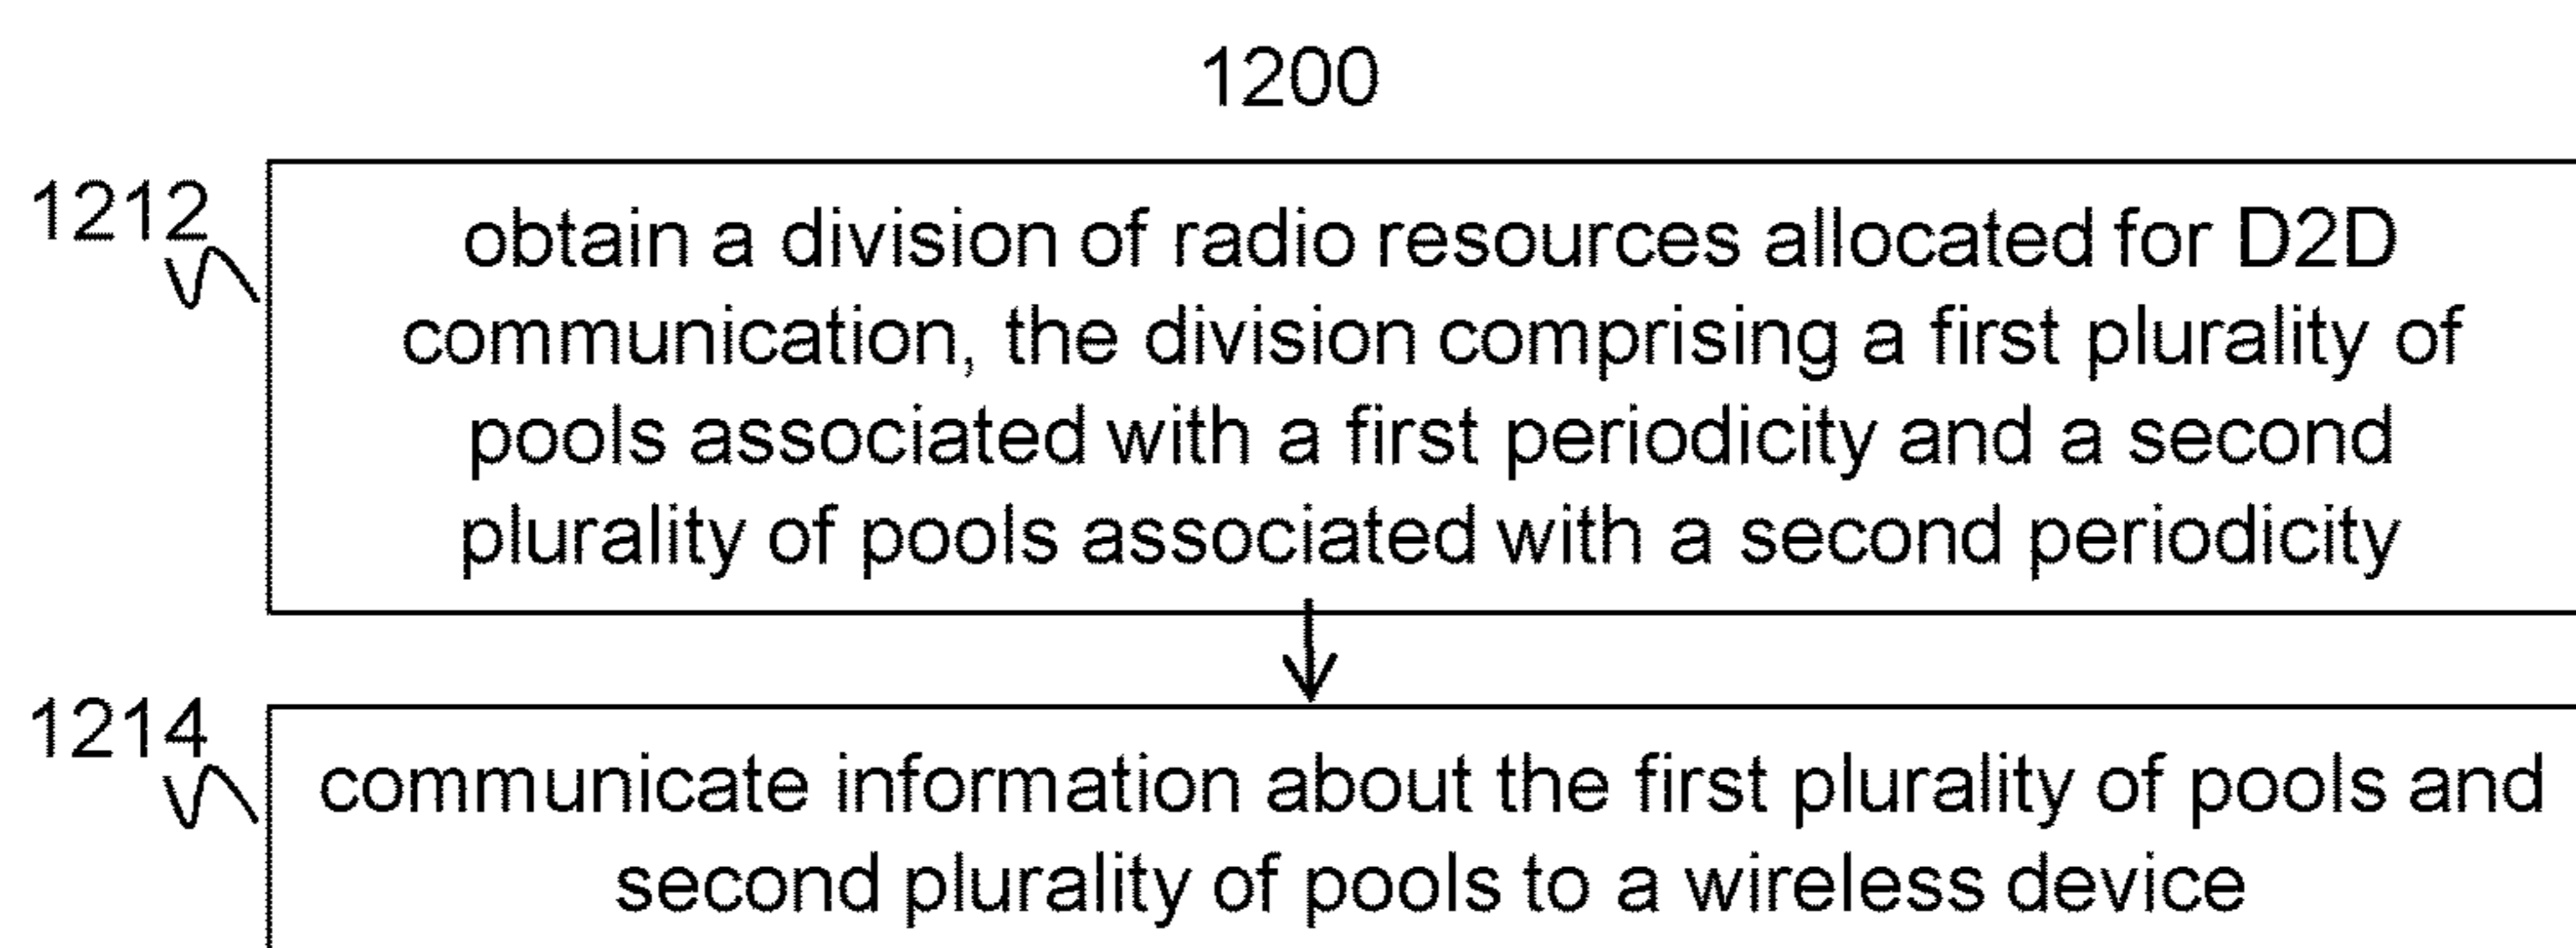 1200
1212
obtain a division of radio resources allocated for D2D
communication, the division comprising a first plurality of
pools associated with a first periodicity and a second
plurality of pools associated with a second periodicity
1214
communicate information about the first plurality of pools and
second plurality of pools to a wireless device